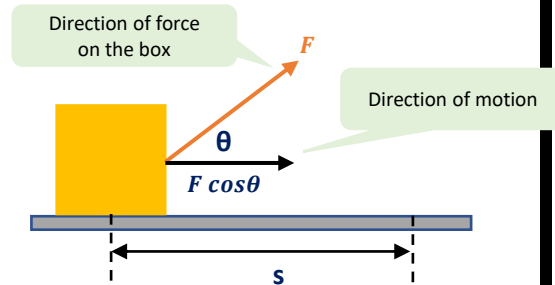 Direction of force
on the box
F
Direction of motion
θ
F cosθ
s